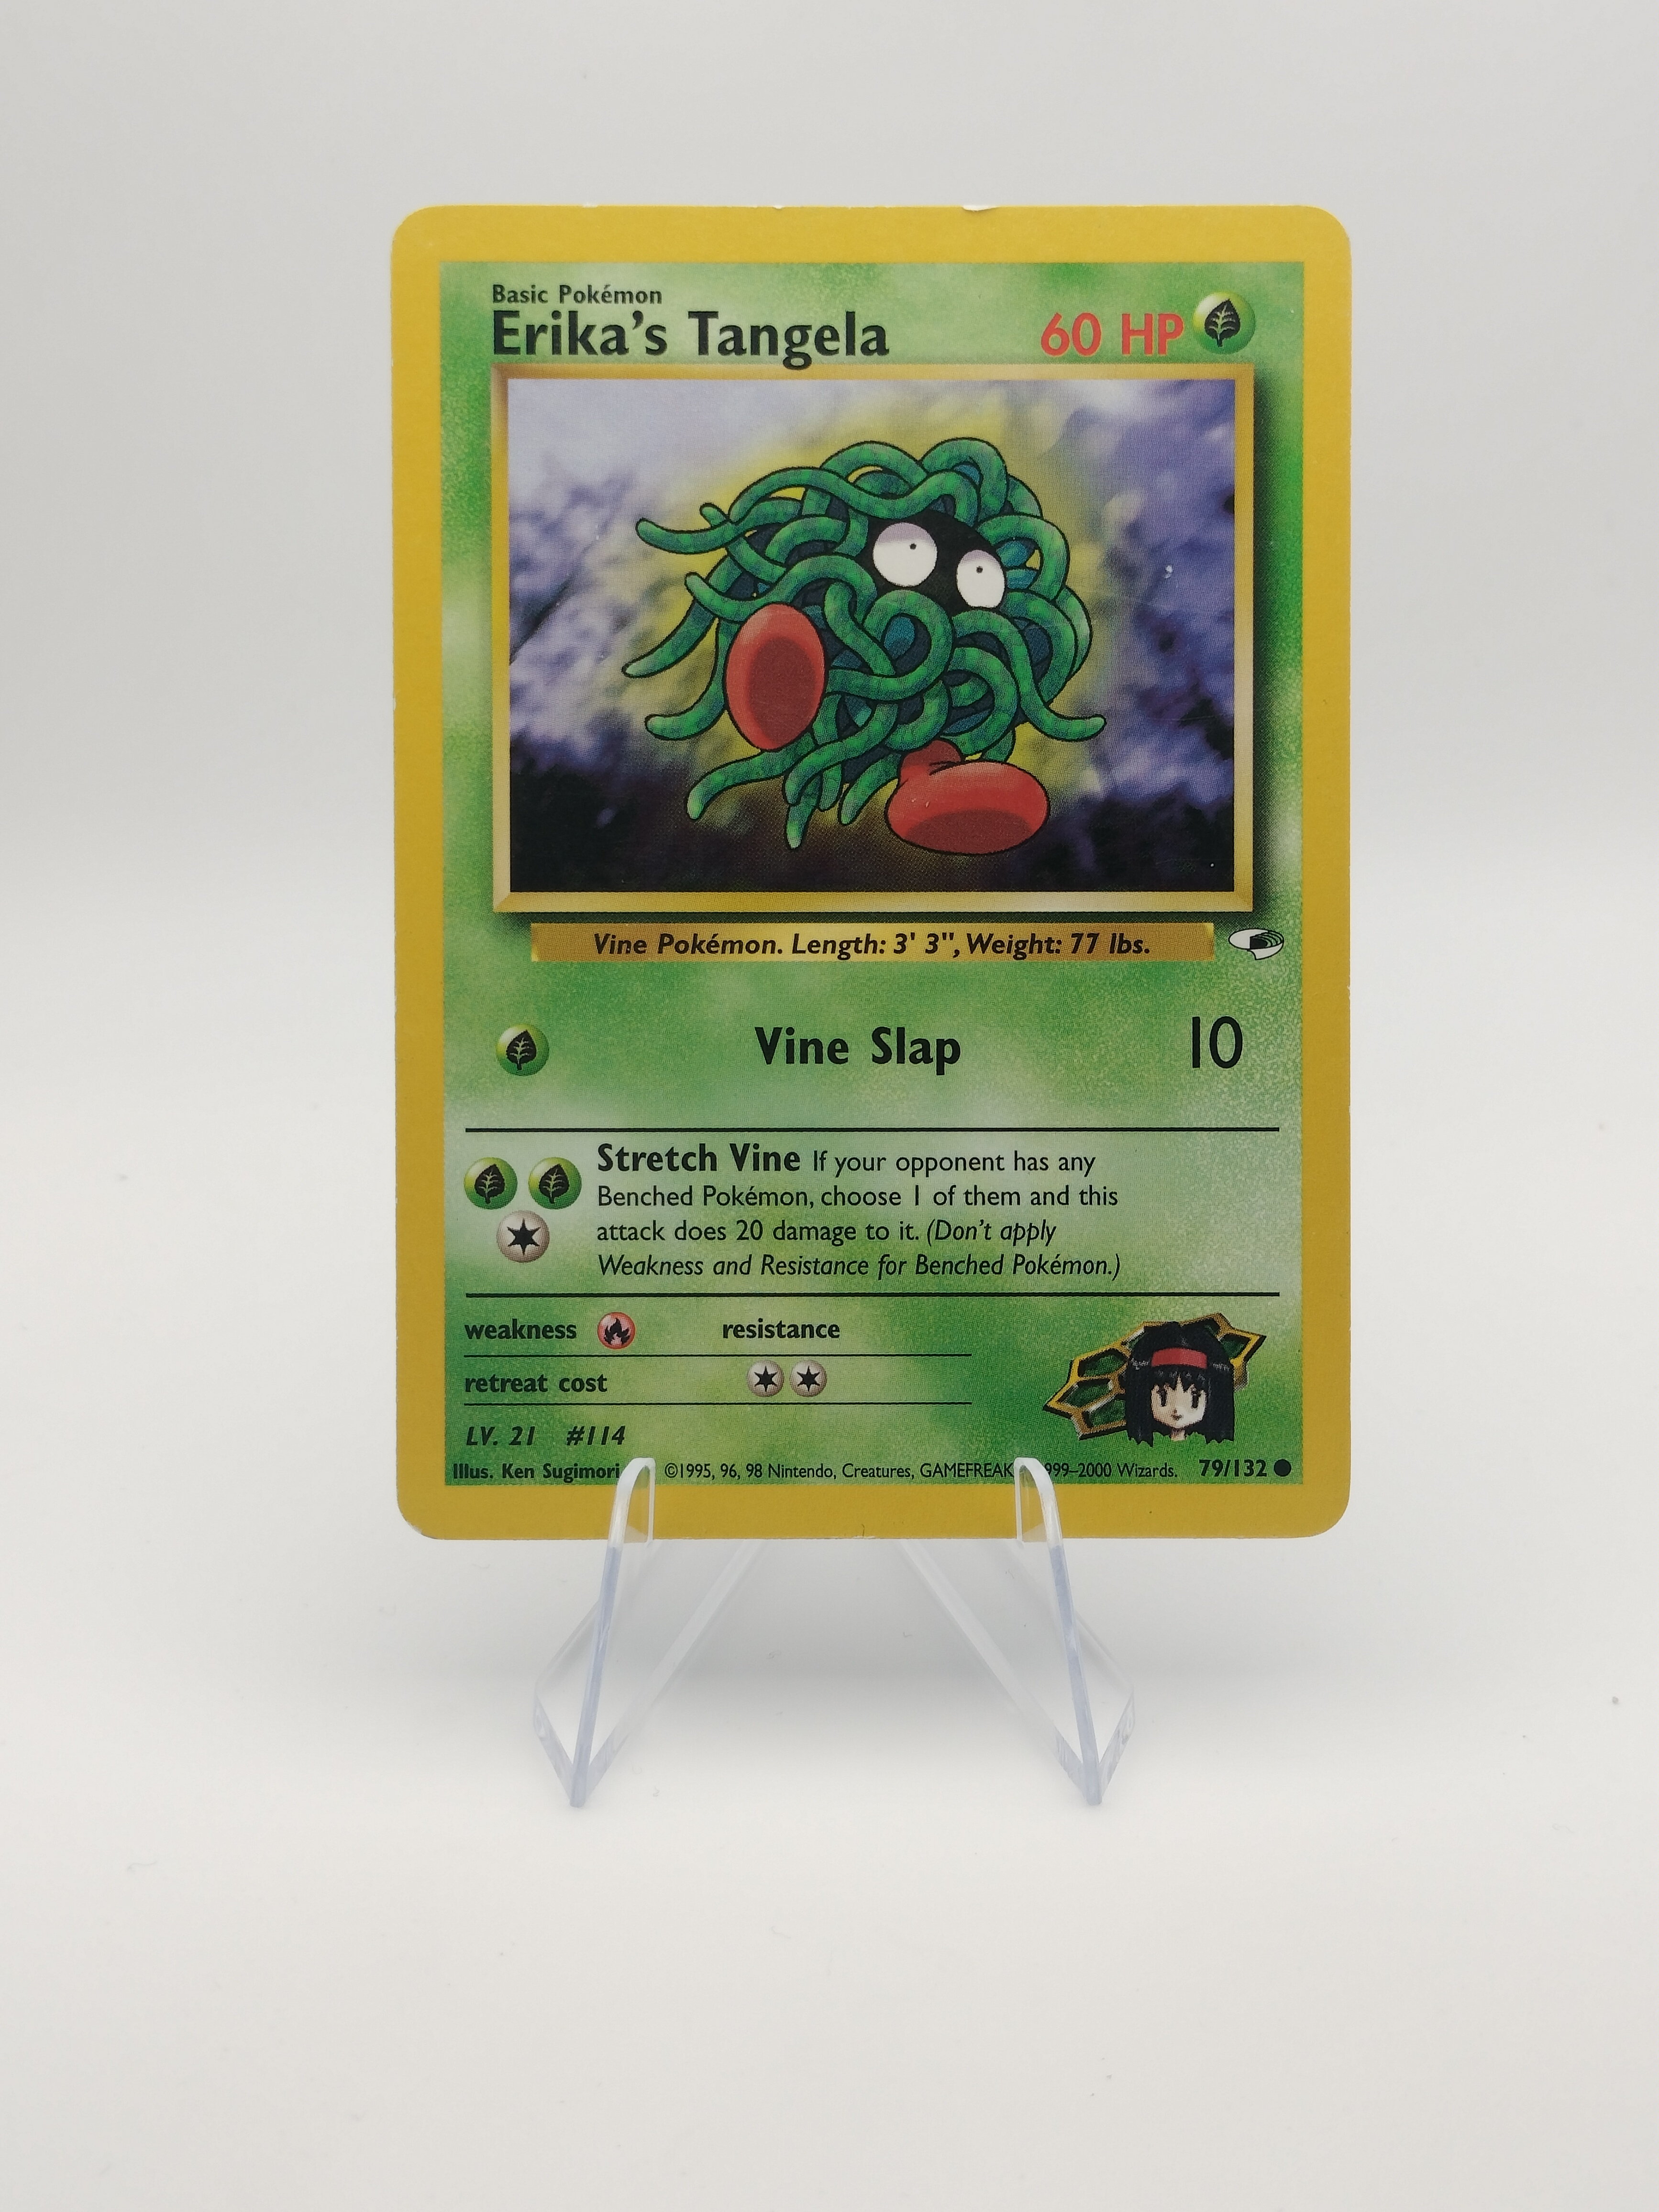 Basic Pokémon
Erika's Tangela 60 HP
Vine Pokémon. Length: 3' 3", Weight: 77 lbs.
Vine Slap 10
Stretch Vine If your opponent has any
Benched Pokémon, choose 1 of them and this
attack does 20 damage to it. (Don't apply
Weakness and Resistance for Benched Pokémon.)
weakness resistance
retreat cost
LV. 21 #114
Illus. Ken Sugimori ©1995, 96, 98 Nintendo, Creatures, GAMEFREAK 999–2000 Wizards. 79/132